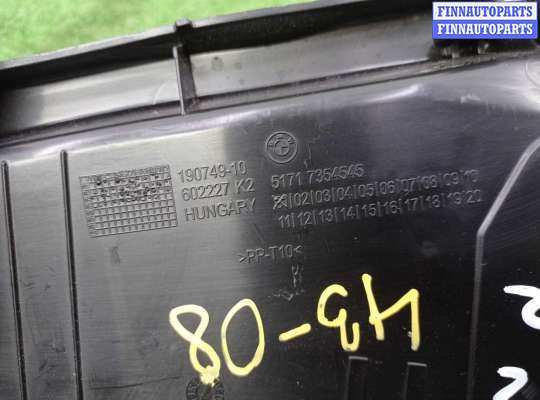 FINNAUTOPARTS
FINNAUTOPARTS
190749-10
602227 K2
HUNGARY
5171 7354545
|02|03|04|05|06|07|08|09|10
11|12|13|14|15|16|17|18|19|20
>PP-T10<
43-08